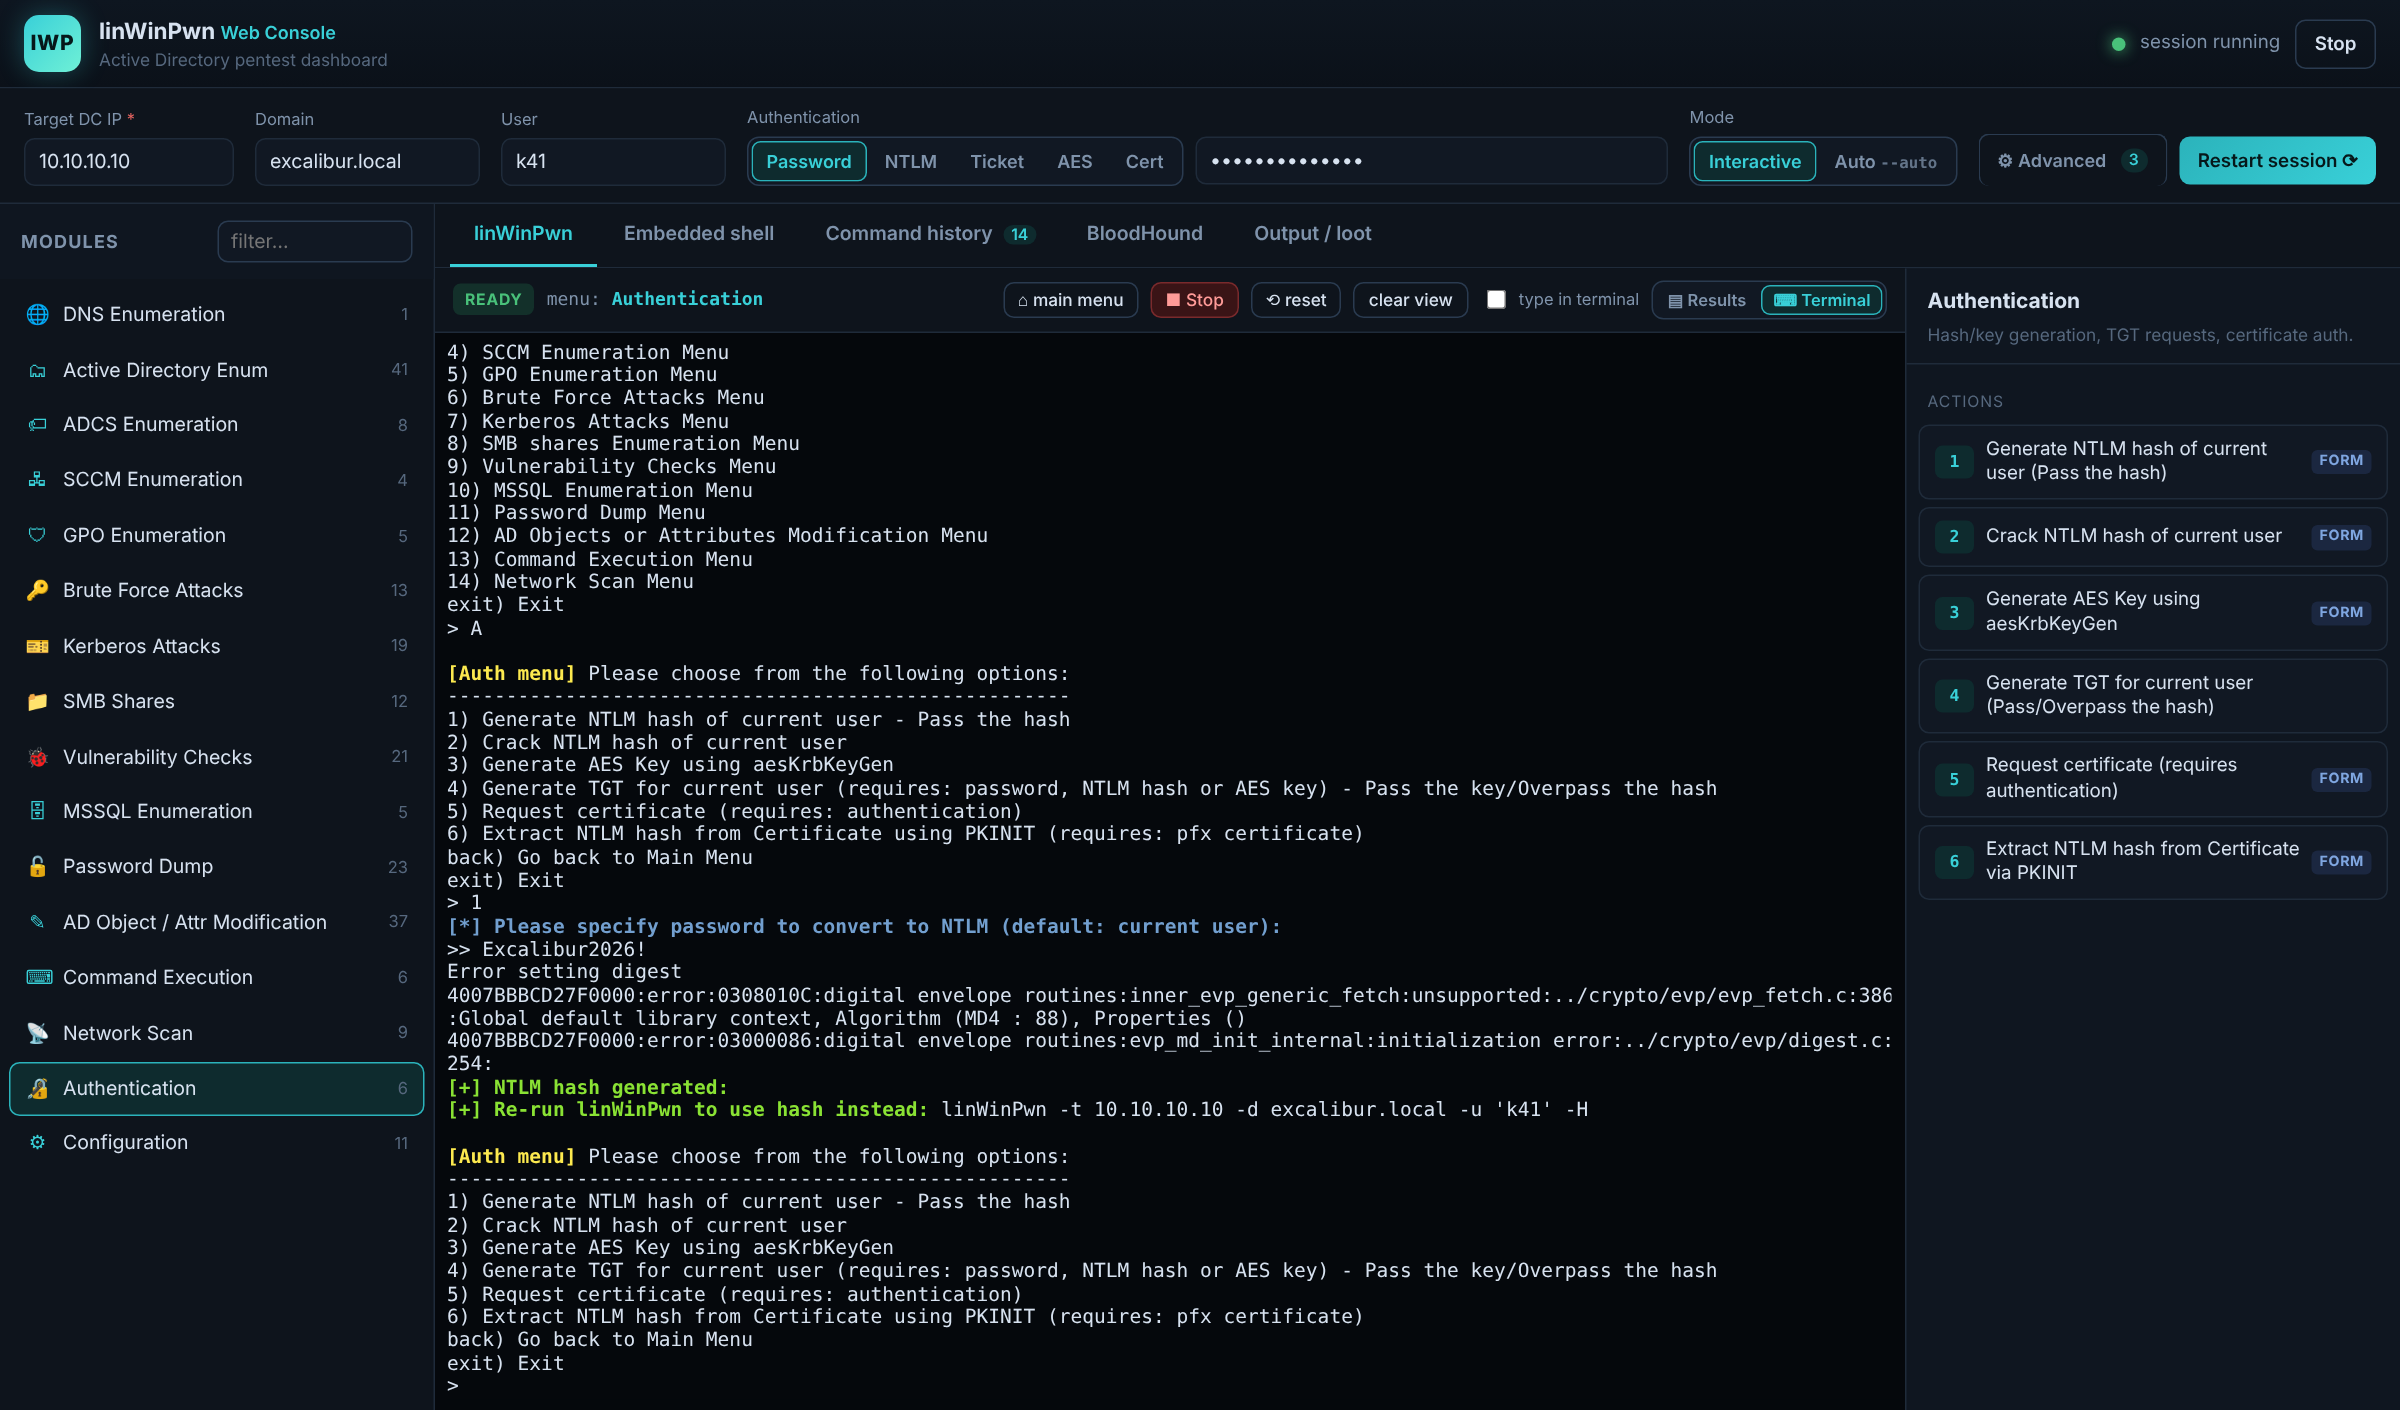 lWP
linWinPwn Web Console
Active Directory pentest dashboard
session running
Stop
Target DC IP *
10.10.10.10
Domain
excalibur.local
User
k41
Authentication
Password
NTLM
Ticket
AES
Cert
••••••••••••••
Mode
Interactive
Auto --auto
⚙ Advanced 3
Restart session ⟳
MODULES
filter...
DNS Enumeration 1
Active Directory Enum 41
ADCS Enumeration 8
SCCM Enumeration 4
GPO Enumeration 5
Brute Force Attacks 13
Kerberos Attacks 19
SMB Shares 12
Vulnerability Checks 21
MSSQL Enumeration 5
Password Dump 23
AD Object / Attr Modification 37
Command Execution 6
Network Scan 9
Authentication 6
Configuration 11
linWinPwn
Embedded shell
Command history 14
BloodHound
Output / loot
READY
menu: Authentication
⌂ main menu
Stop
⟲ reset
clear view
type in terminal
Results
Terminal
4) SCCM Enumeration Menu
5) GPO Enumeration Menu
6) Brute Force Attacks Menu
7) Kerberos Attacks Menu
8) SMB shares Enumeration Menu
9) Vulnerability Checks Menu
10) MSSQL Enumeration Menu
11) Password Dump Menu
12) AD Objects or Attributes Modification Menu
13) Command Execution Menu
14) Network Scan Menu
exit) Exit
> A
[Auth menu] Please choose from the following options:
-----------------------------------------------------
1) Generate NTLM hash of current user - Pass the hash
2) Crack NTLM hash of current user
3) Generate AES Key using aesKrbKeyGen
4) Generate TGT for current user (requires: password, NTLM hash or AES key) - Pass the key/Overpass the hash
5) Request certificate (requires: authentication)
6) Extract NTLM hash from Certificate using PKINIT (requires: pfx certificate)
back) Go back to Main Menu
exit) Exit
> 1
[*] Please specify password to convert to NTLM (default: current user):
>> Excalibur2026!
Error setting digest
4007BBBCD27F0000:error:0308010C:digital envelope routines:inner_evp_generic_fetch:unsupported:../crypto/evp/evp_fetch.c:386
:Global default library context, Algorithm (MD4 : 88), Properties ()
4007BBBCD27F0000:error:03000086:digital envelope routines:evp_md_init_internal:initialization error:../crypto/evp/digest.c:
254:
[+] NTLM hash generated:
[+] Re-run linWinPwn to use hash instead: linWinPwn -t 10.10.10.10 -d excalibur.local -u 'k41' -H
[Auth menu] Please choose from the following options:
-----------------------------------------------------
1) Generate NTLM hash of current user - Pass the hash
2) Crack NTLM hash of current user
3) Generate AES Key using aesKrbKeyGen
4) Generate TGT for current user (requires: password, NTLM hash or AES key) - Pass the key/Overpass the hash
5) Request certificate (requires: authentication)
6) Extract NTLM hash from Certificate using PKINIT (requires: pfx certificate)
back) Go back to Main Menu
exit) Exit
>
Authentication
Hash/key generation, TGT requests, certificate auth.
ACTIONS
1 Generate NTLM hash of current
user (Pass the hash) FORM
2 Crack NTLM hash of current user FORM
3 Generate AES Key using
aesKrbKeyGen FORM
4 Generate TGT for current user
(Pass/Overpass the hash)
5 Request certificate (requires
authentication) FORM
6 Extract NTLM hash from Certificate
via PKINIT FORM